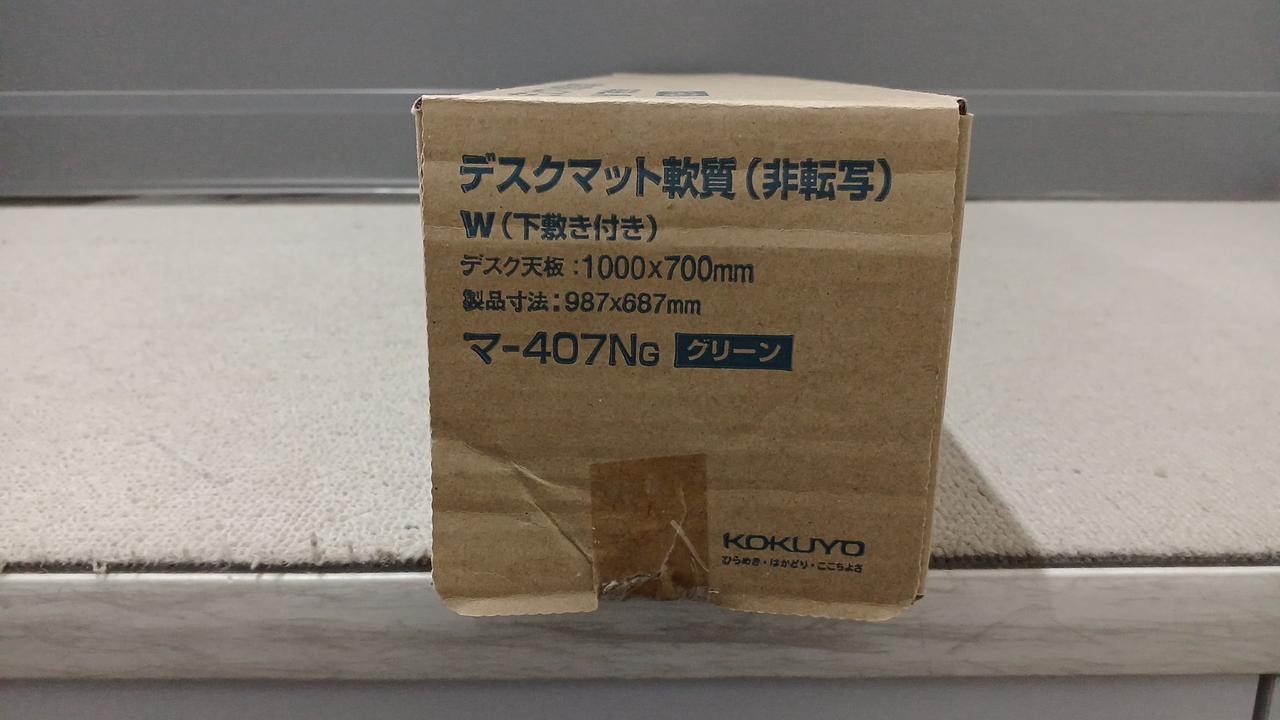 デスクマット軟質(非転写)
W(下敷き付き)
デスク天板:1000x700mm
製品寸法:987x687mm
マ-407NG グリーン
KOKUYO
ひらめき・はかどり・ここちよさ